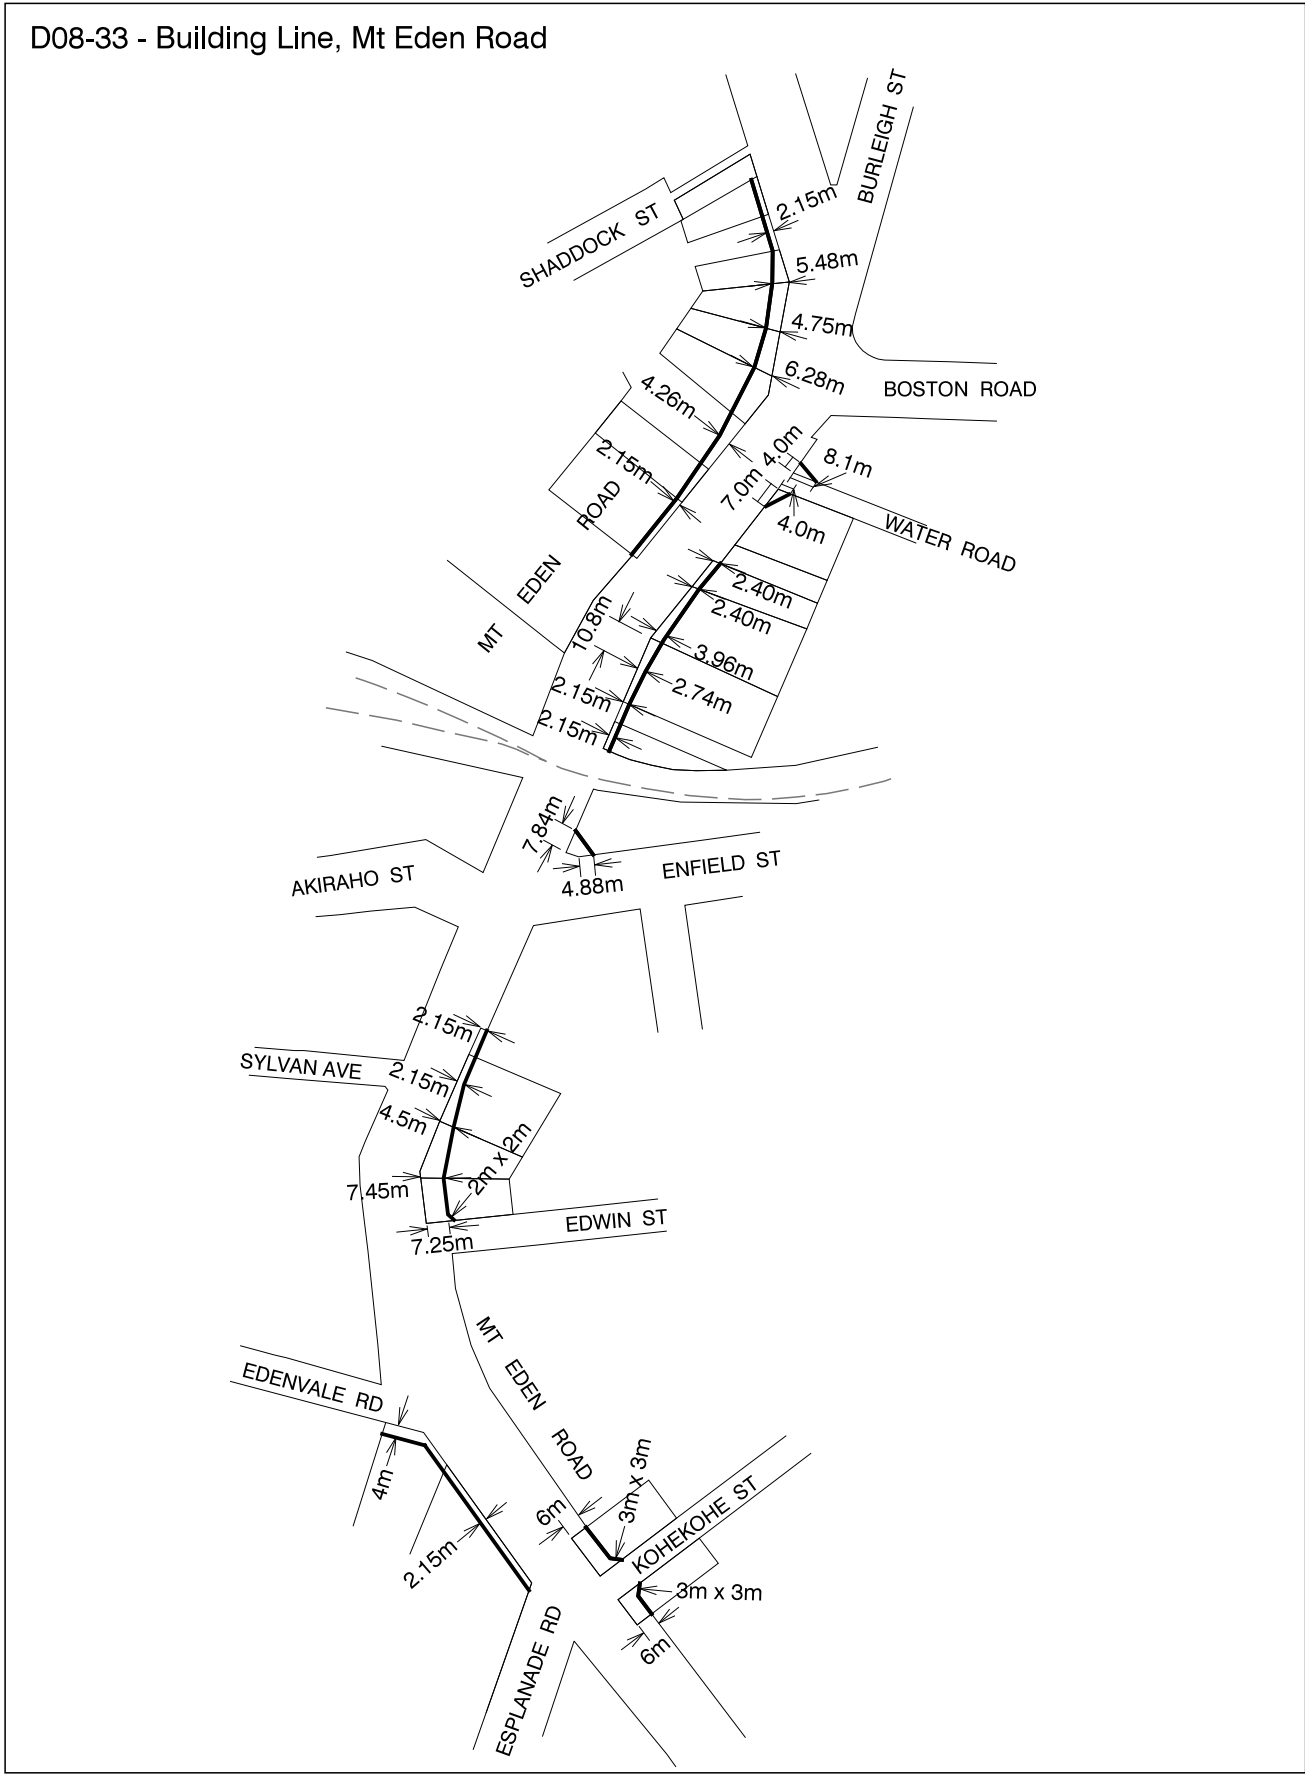 D08-33 - Building Line, Mt Eden Road
BURLEIGH ST
SHADDOCK ST
2.15m
5.48m
4.75m
6.28m
BOSTON ROAD
4.26m
2.15m
4.0m
8.1m
7.0m
4.0m
WATER ROAD
MT EDEN ROAD
2.40m
2.40m
10.8m
3.96m
2.74m
2.15m
2.15m
7.84m
4.88m
ENFIELD ST
AKIRAHO ST
2.15m
SYLVAN AVE
2.15m
4.5m
2m x 2m
7.45m
7.25m
EDWIN ST
MT EDEN ROAD
EDENVALE RD
4m
2.15m
6m
3m x 3m
KOHEKOHE ST
3m x 3m
6m
ESPLANADE RD